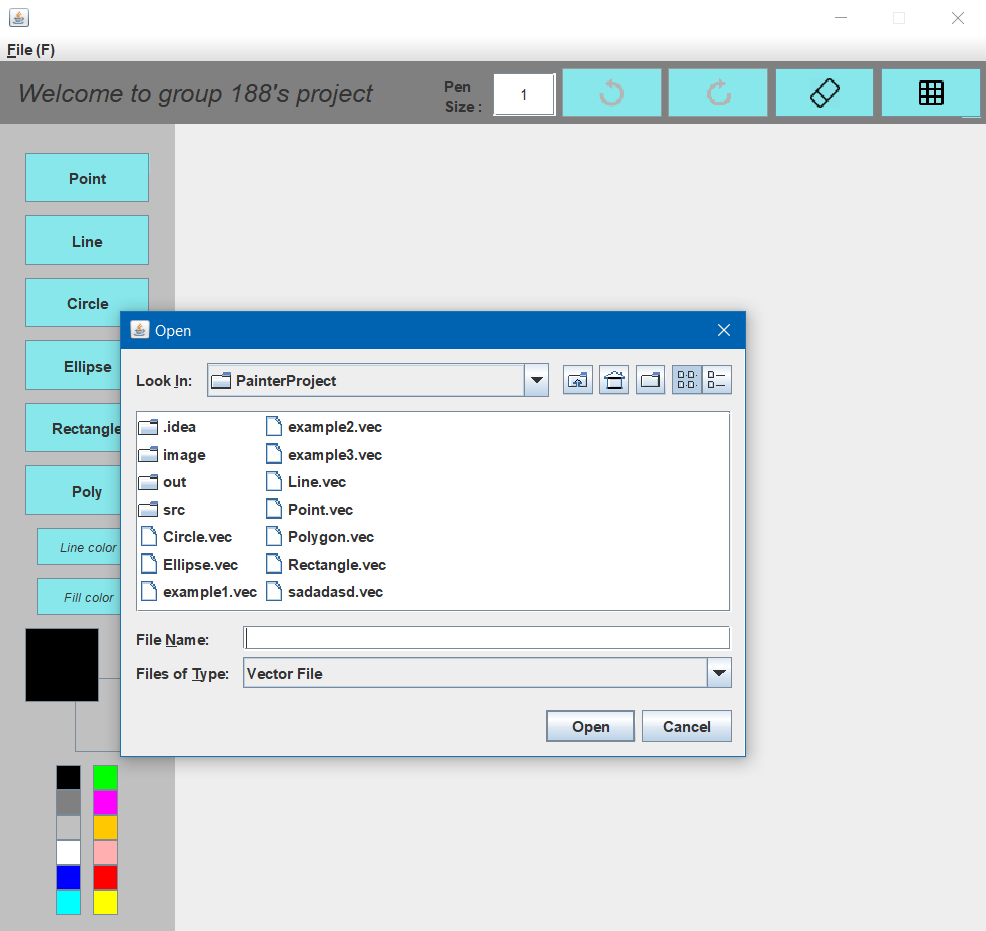 File (F)
Welcome to group 188's project
Pen
Size :
1
Point
Line
Circle
Ellipse
Rectangle
Poly
Line color
Fill color
Open
Look In:
PainterProject
.idea
image
out
src
Circle.vec
Ellipse.vec
example1.vec
example2.vec
example3.vec
Line.vec
Point.vec
Polygon.vec
Rectangle.vec
sadadasd.vec
File Name:
Files of Type:
Vector File
Open
Cancel